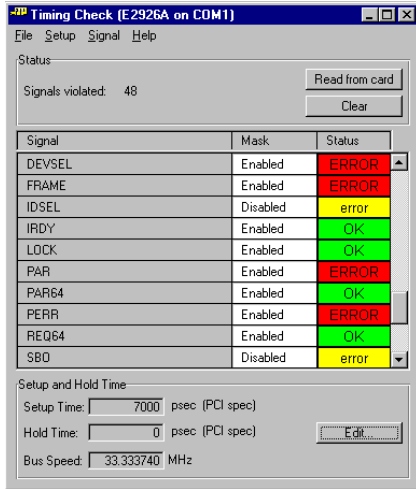 Timing Check (E2926A on COM1)
File Setup Signal Help
Status
Signals violated: 48
Read from card
Clear
Signal Mask Status
DEVSEL Enabled ERROR
FRAME Enabled ERROR
IDSEL Disabled error
IRDY Enabled OK
LOCK Enabled OK
PAR Enabled ERROR
PAR64 Enabled OK
PERR Enabled ERROR
REQ64 Enabled OK
SBO Disabled error
Setup and Hold Time
Setup Time: 7000 psec (PCI spec)
Hold Time: 0 psec (PCI spec)
Edit...
Bus Speed: 33.333740 MHz